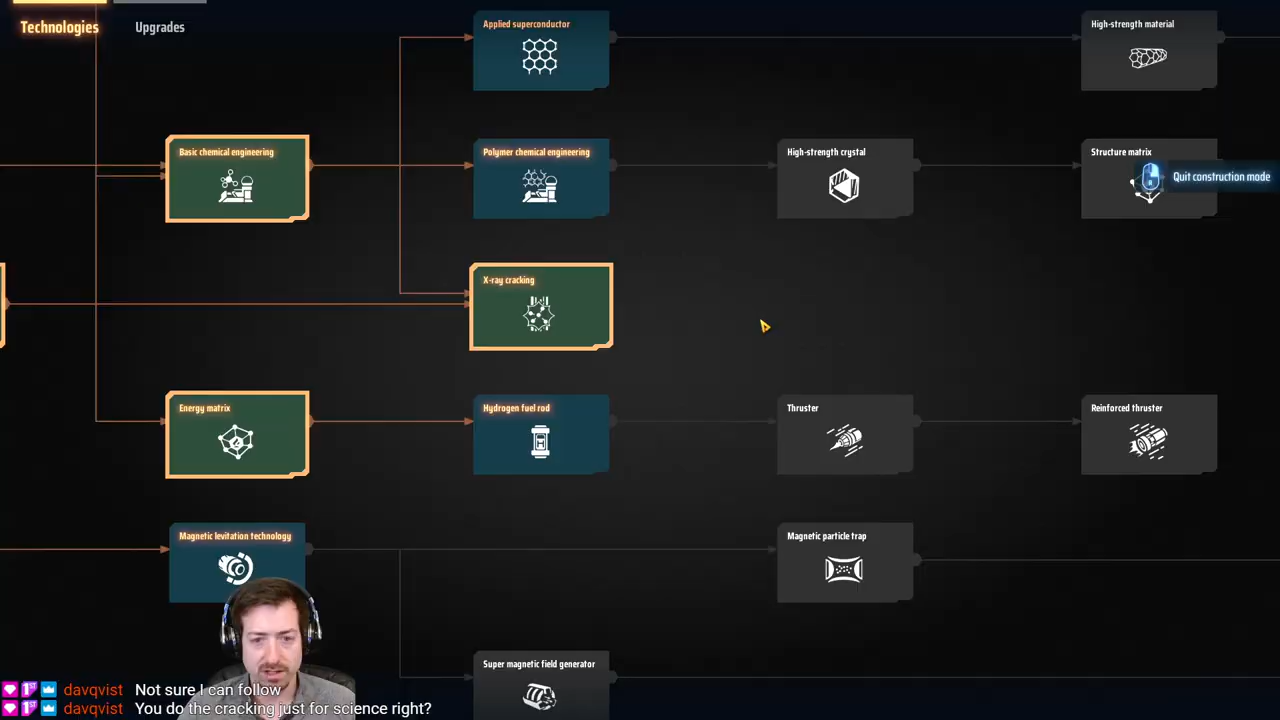 Technologies
Upgrades
Applied superconductor
High-strength material
Basic chemical engineering
Polymer chemical engineering
High-strength crystal
Structure matrix
Quit construction mode
X-ray cracking
Energy matrix
Hydrogen fuel rod
Thruster
Reinforced thruster
Magnetic levitation technology
Magnetic particle trap
Super magnetic field generator
davqvist Not sure I can follow
davqvist You do the cracking just for science right?